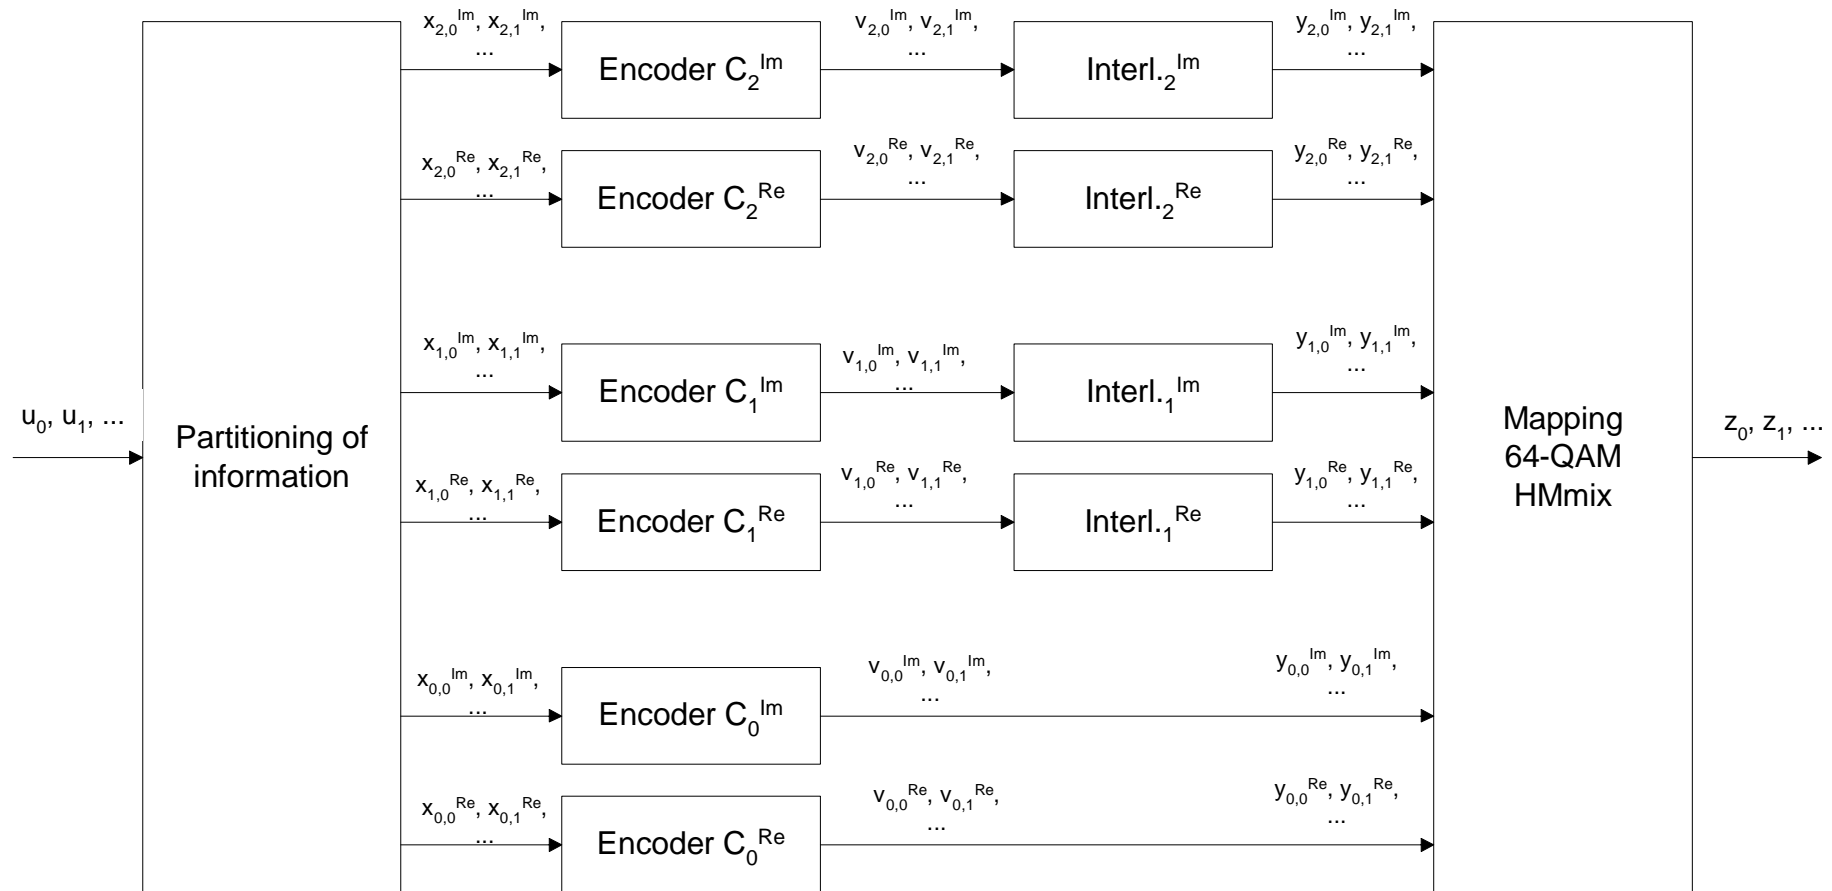 x2,0Im, x2,1Im,
...
Encoder C2Im
v2,0Im, v2,1Im,
...
Interl.2Im
y2,0Im, y2,1Im,
...
x2,0Re, x2,1Re,
...
Encoder C2Re
v2,0Re, v2,1Re,
...
Interl.2Re
y2,0Re, y2,1Re,
...
x1,0Im, x1,1Im,
...
Encoder C1Im
v1,0Im, v1,1Im,
...
Interl.1Im
y1,0Im, y1,1Im,
...
u0, u1, ...
Partitioning of
information
x1,0Re, x1,1Re,
...
Encoder C1Re
v1,0Re, v1,1Re,
...
Interl.1Re
y1,0Re, y1,1Re,
...
Mapping
64-QAM
HMmix
z0, z1, ...
x0,0Im, x0,1Im,
...
Encoder C0Im
v0,0Im, v0,1Im,
...
y0,0Im, y0,1Im,
...
x0,0Re, x0,1Re,
...
Encoder C0Re
v0,0Re, v0,1Re,
...
y0,0Re, y0,1Re,
...